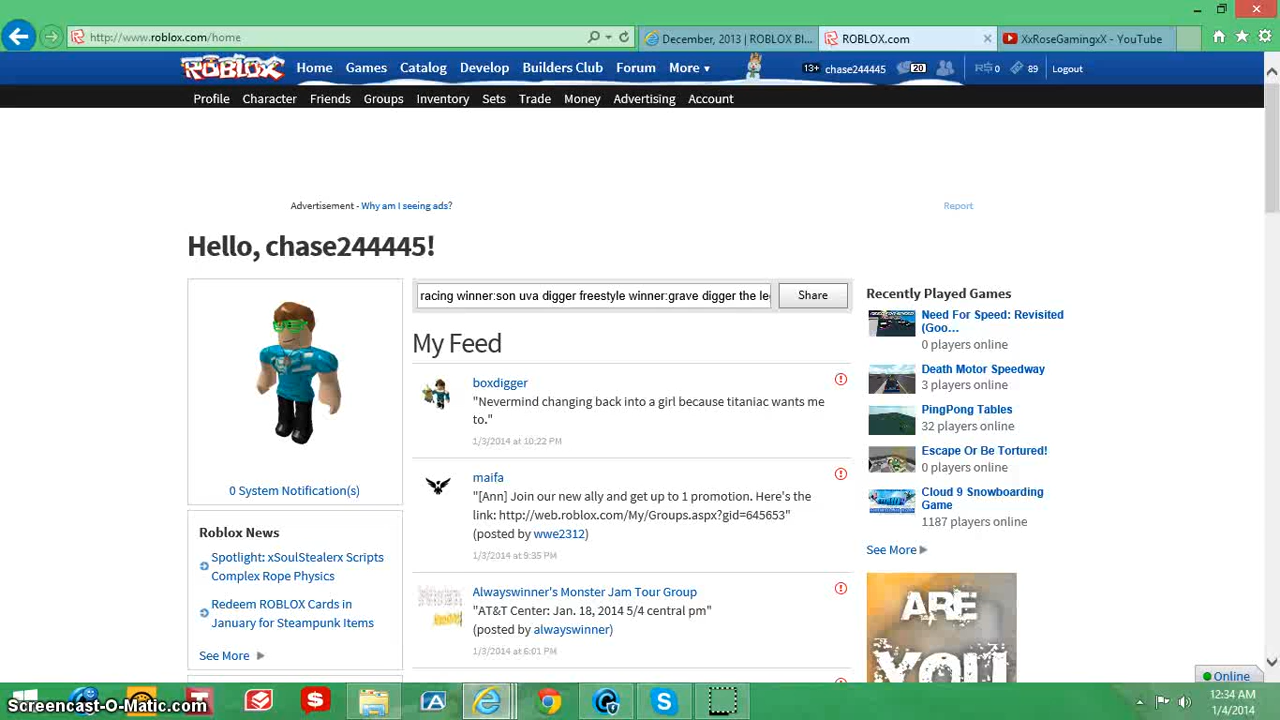 http://www.roblox.com/home
December, 2013 | ROBLOX Bl...
ROBLOX.com
XxRoseGamingxX - YouTube
ROBLOX
Home
Games
Catalog
Develop
Builders Club
Forum
More
13+
chase244445
20
R$ 0
89
Logout
Profile
Character
Friends
Groups
Inventory
Sets
Trade
Money
Advertising
Account
Advertisement - Why am I seeing ads?
Report
Hello, chase244445!
0 System Notification(s)
Roblox News
Spotlight: xSoulStealerx Scripts
Complex Rope Physics
Redeem ROBLOX Cards in
January for Steampunk Items
See More
racing winner:son uva digger freestyle winner:grave digger the le
Share
My Feed
boxdigger
"Nevermind changing back into a girl because titaniac wants me
to."
1/3/2014 at 10:22 PM
maifa
"[Ann] Join our new ally and get up to 1 promotion. Here's the
link: http://web.roblox.com/My/Groups.aspx?gid=645653"
(posted by wwe2312)
1/3/2014 at 9:35 PM
Alwayswinner's Monster Jam Tour Group
"AT&T Center: Jan. 18, 2014 5/4 central pm"
(posted by alwayswinner)
1/3/2014 at 6:01 PM
Recently Played Games
Need For Speed: Revisited
(Goo...
0 players online
Death Motor Speedway
3 players online
PingPong Tables
32 players online
Escape Or Be Tortured!
0 players online
Cloud 9 Snowboarding
Game
1187 players online
See More
ARE
YOU
Online
Screencast-O-Matic.com
12:34 AM
1/4/2014